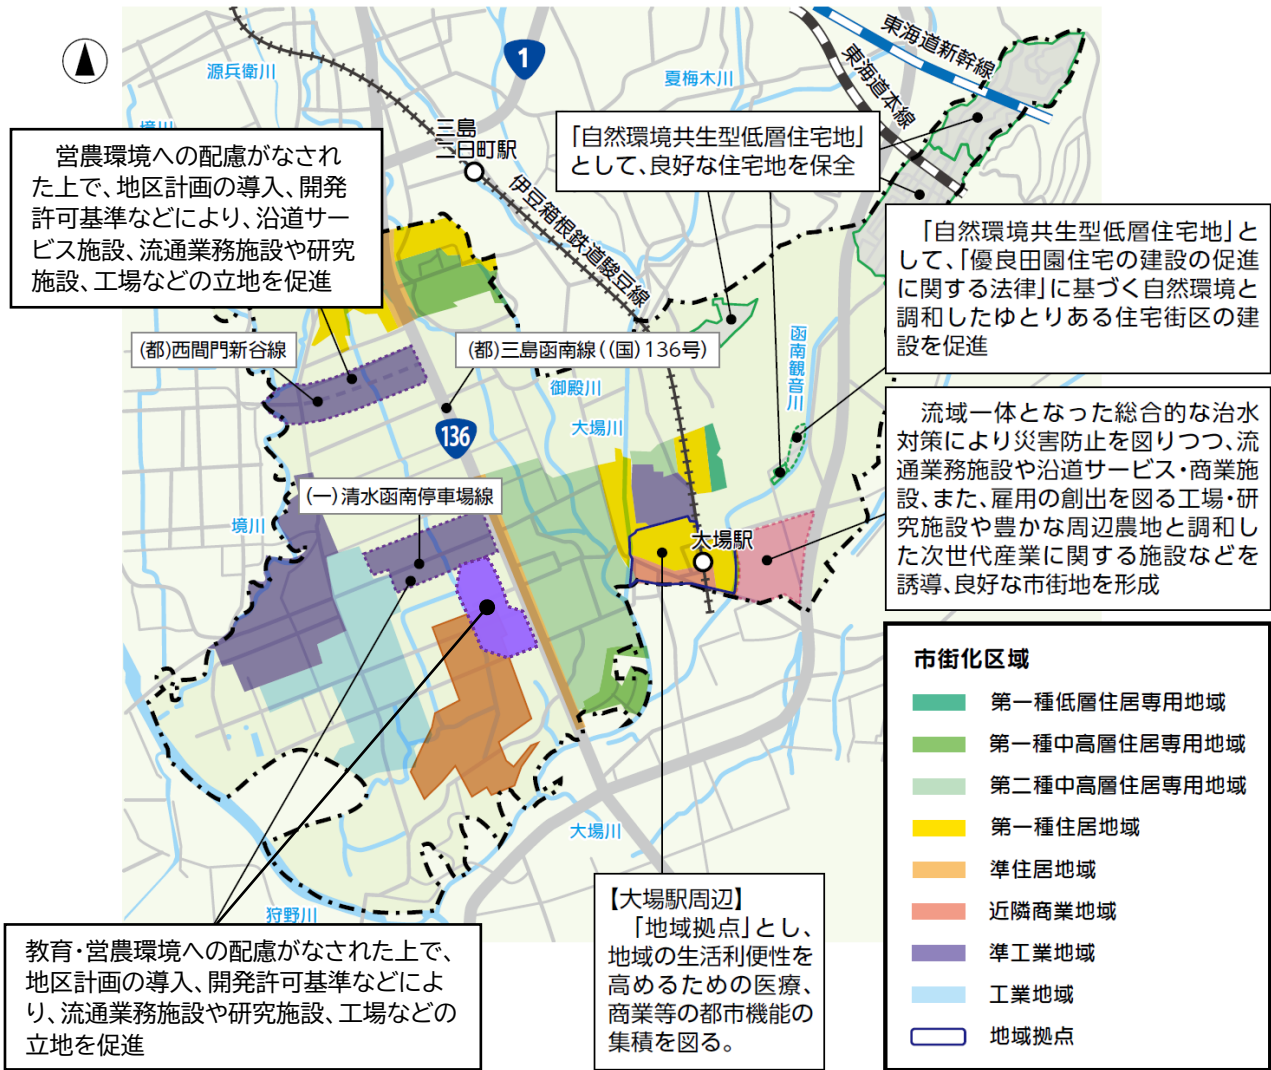 東海道新幹線
東海道本線
1
源兵衛川
夏梅木川
境川
三島
二日町駅
伊豆箱根鉄道駿豆線
「自然環境共生型低層住宅地」
として、良好な住宅地を保全
営農環境への配慮がなされ
た上で、地区計画の導入、開発
許可基準などにより、沿道サー
ビス施設、流通業務施設や研究
施設、工場などの立地を促進
「自然環境共生型低層住宅地」と
して、「優良田園住宅の建設の促進
に関する法律」に基づく自然環境と
調和したゆとりある住宅街区の建
設を促進
(都)西間門新谷線
(都)三島函南線((国)136号)
函南観音川
御殿川
大場川
136
流域一体となった総合的な治水
対策により災害防止を図りつつ、流
通業務施設や沿道サービス・商業施
設、また、雇用の創出を図る工場・研
究施設や豊かな周辺農地と調和し
た次世代産業に関する施設などを
誘導、良好な市街地を形成
(一)清水函南停車場線
境川
大場駅
大場川
狩野川
【大場駅周辺】
「地域拠点」とし、
地域の生活利便性を
高めるための医療、
商業等の都市機能の
集積を図る。
教育・営農環境への配慮がなされた上で、
地区計画の導入、開発許可基準などによ
り、流通業務施設や研究施設、工場などの
立地を促進
市街化区域
第一種低層住居専用地域
第一種中高層住居専用地域
第二種中高層住居専用地域
第一種住居地域
準住居地域
近隣商業地域
準工業地域
工業地域
地域拠点